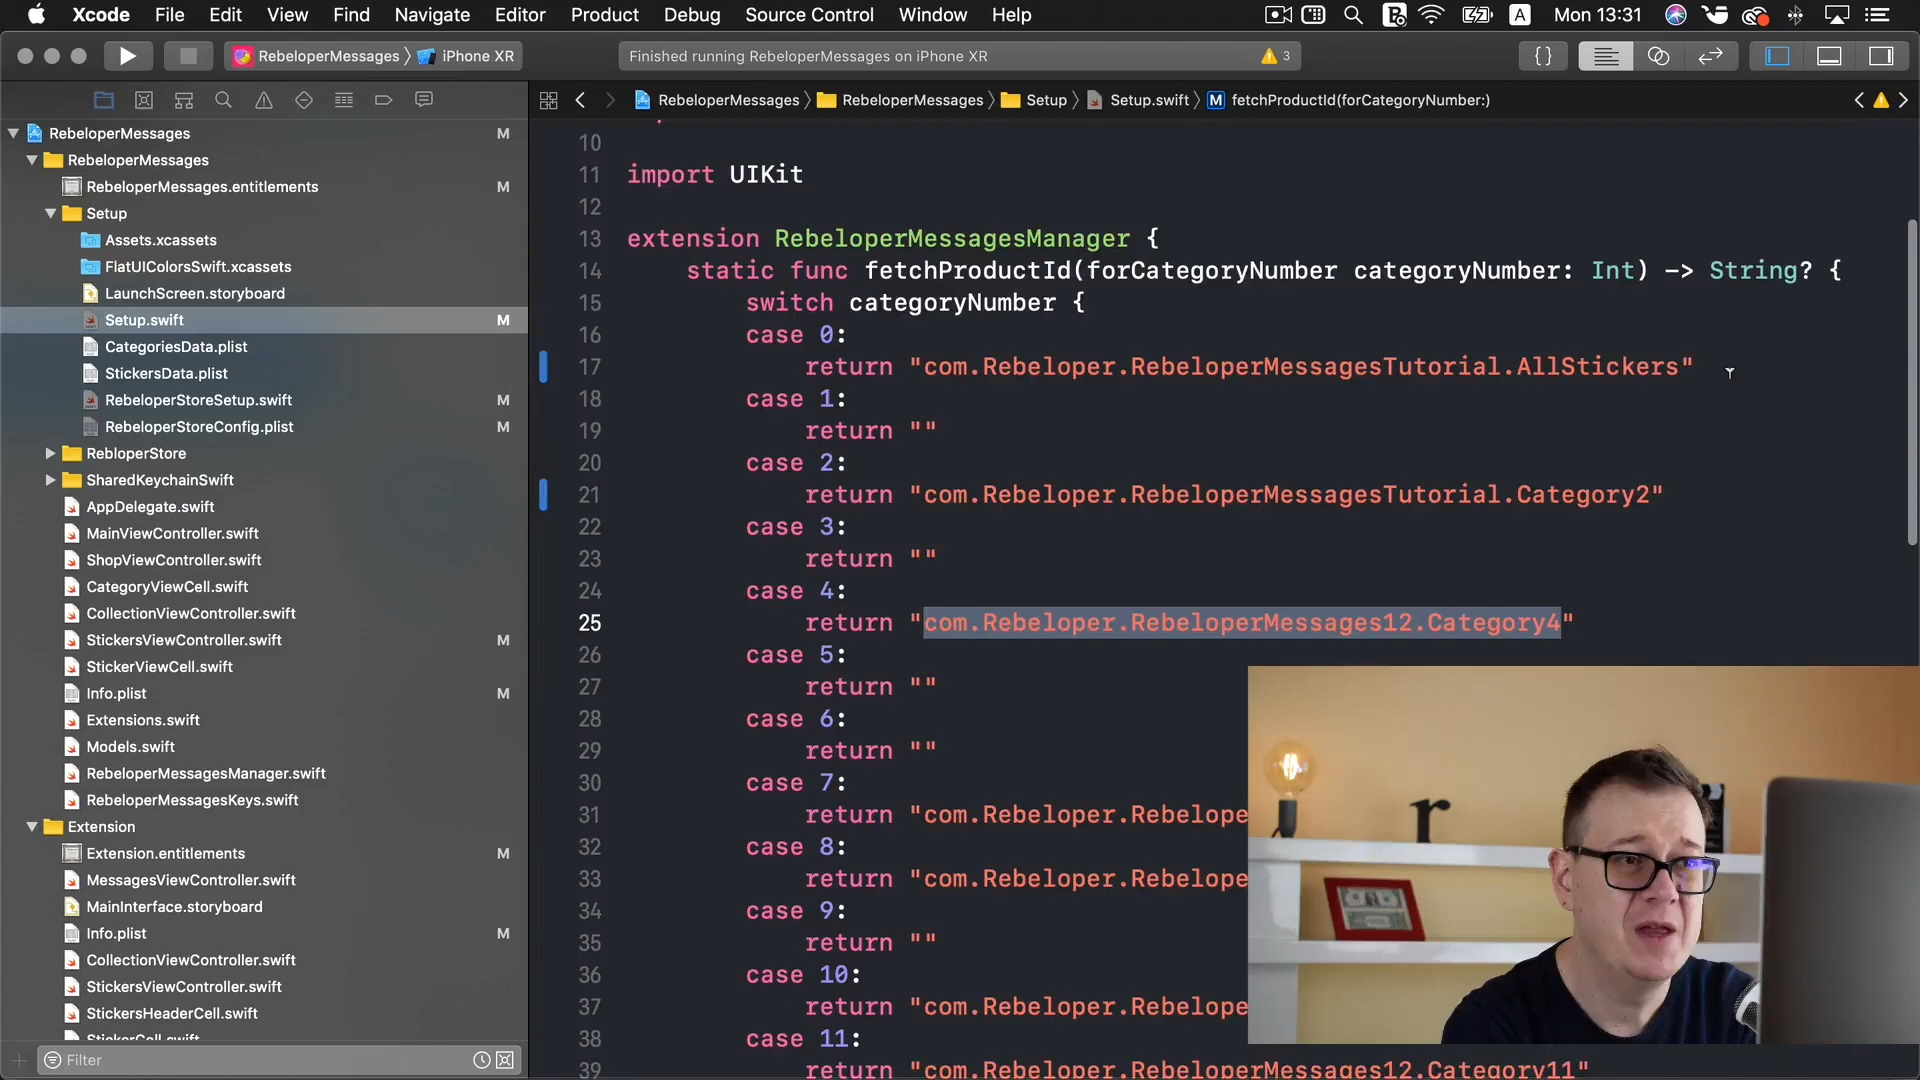 Xcode File Edit View Find Navigate Editor Product Debug Source Control Window Help Mon 13:31
RebeloperMessages iPhone XR Finished running RebeloperMessages on iPhone XR 3
RebeloperMessages RebeloperMessages Setup Setup.swift M fetchProductId(forCategoryNumber:)
RebeloperMessages M
RebeloperMessages
RebeloperMessages.entitlements M
Setup
Assets.xcassets
FlatUIColorsSwift.xcassets
LaunchScreen.storyboard
Setup.swift M
CategoriesData.plist
StickersData.plist
RebeloperStoreSetup.swift M
RebeloperStoreConfig.plist M
RebloperStore
SharedKeychainSwift
AppDelegate.swift
MainViewController.swift
ShopViewController.swift
CategoryViewCell.swift
CollectionViewController.swift
StickersViewController.swift M
StickerViewCell.swift
Info.plist M
Extensions.swift
Models.swift
RebeloperMessagesManager.swift
RebeloperMessagesKeys.swift
Extension
Extension.entitlements M
MessagesViewController.swift
MainInterface.storyboard
Info.plist M
CollectionViewController.swift
StickersViewController.swift
StickersHeaderCell.swift
StickerCell.swift
Filter
10
11 import UIKit
12
13 extension RebeloperMessagesManager {
14 static func fetchProductId(forCategoryNumber categoryNumber: Int) -> String? {
15 switch categoryNumber {
16 case 0:
17 return "com.Rebeloper.RebeloperMessagesTutorial.AllStickers"
18 case 1:
19 return ""
20 case 2:
21 return "com.Rebeloper.RebeloperMessagesTutorial.Category2"
22 case 3:
23 return ""
24 case 4:
25 return "com.Rebeloper.RebeloperMessages12.Category4"
26 case 5:
27 return ""
28 case 6:
29 return ""
30 case 7:
31 return "com.Rebeloper.Rebelope
32 case 8:
33 return "com.Rebeloper.Rebelope
34 case 9:
35 return ""
36 case 10:
37 return "com.Rebeloper.Rebelope
38 case 11:
39 return "com.Rebeloper.RebeloperMessages12.Category11"
r